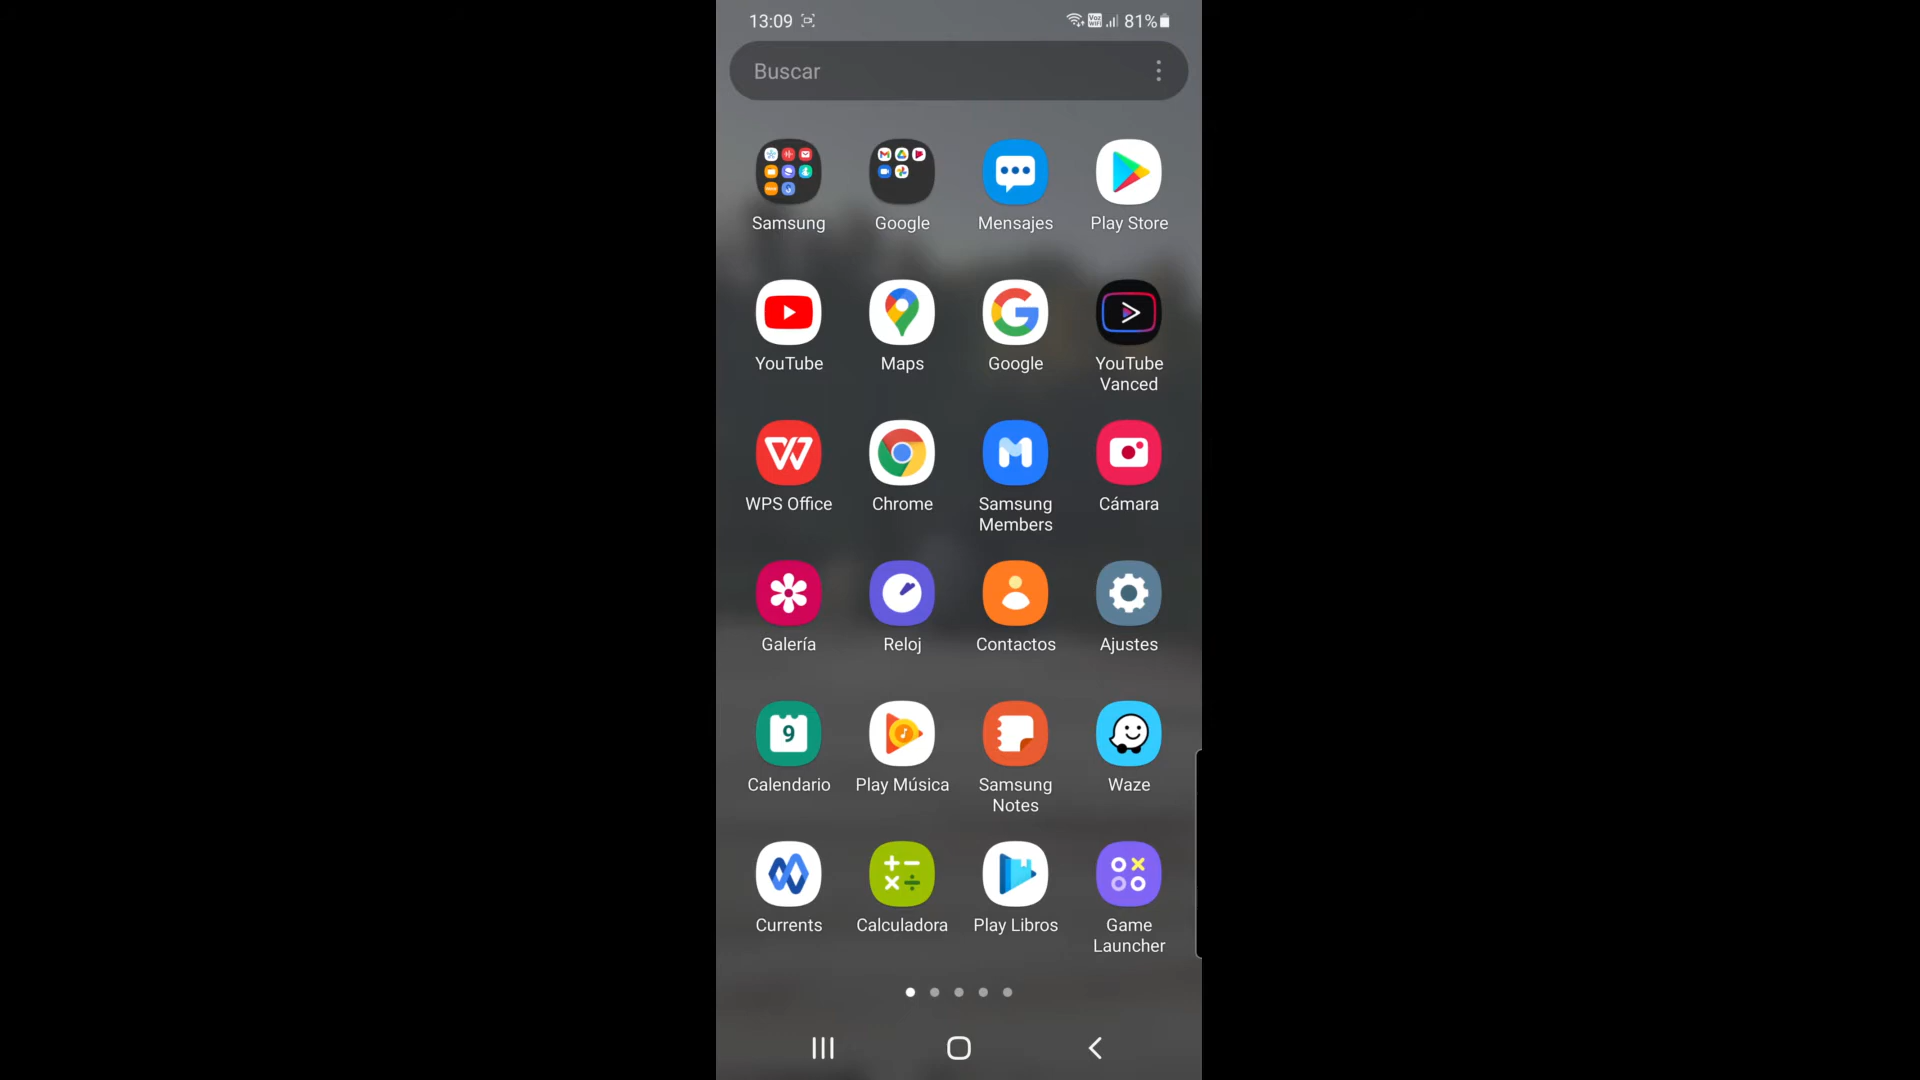 13:09 81%
Buscar
Samsung Google Mensajes Play Store
YouTube Maps Google YouTube
Vanced
WPS Office Chrome Samsung Cámara
Members
Galería Reloj Contactos Ajustes
9
Calendario Play Música Samsung Waze
Notes
Currents Calculadora Play Libros Game
Launcher